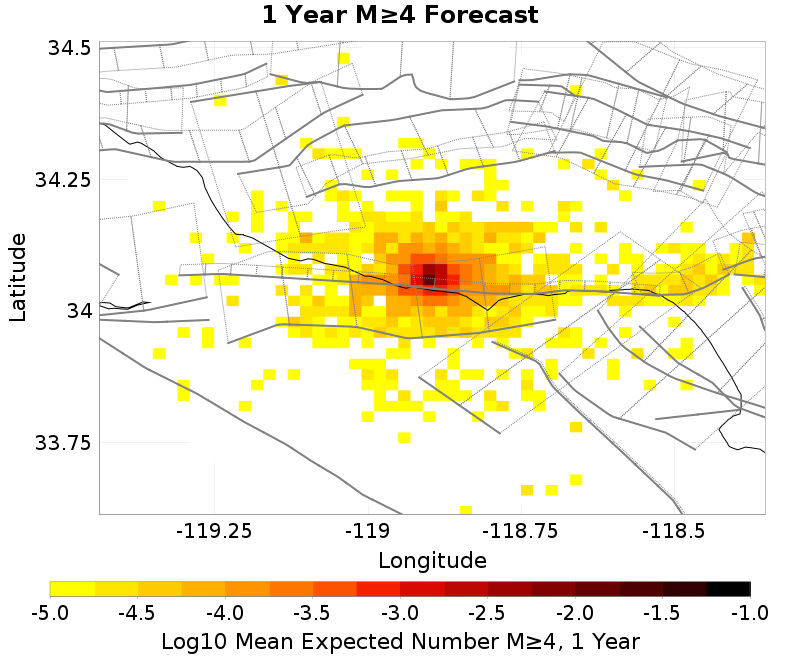 1 Year M≥4 Forecast
34.5
34.25
34
33.75
Latitude
-119.25 -119 -118.75 -118.5
Longitude
-5.0 -4.5 -4.0 -3.5 -3.0 -2.5 -2.0 -1.5 -1.0
Log10 Mean Expected Number M≥4, 1 Year